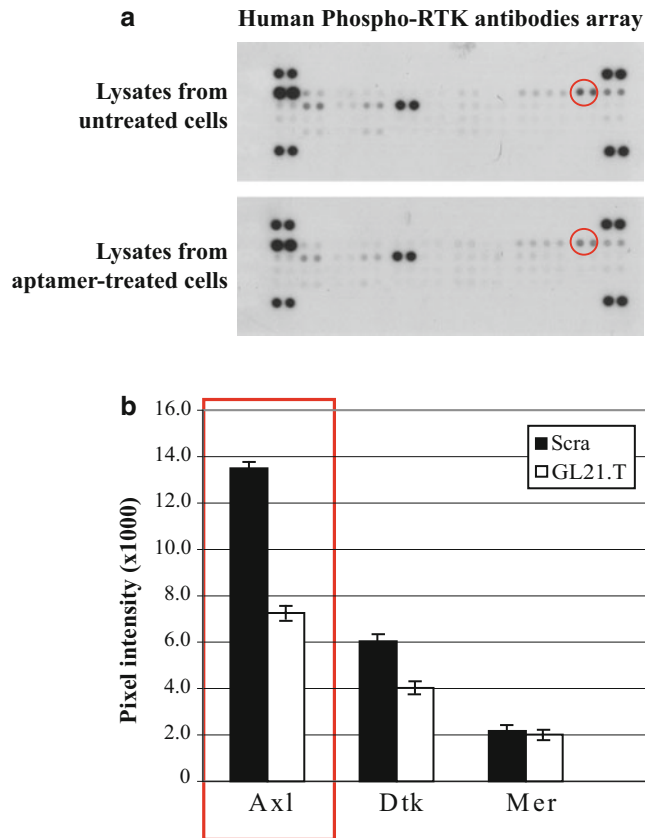 a
Human Phospho-RTK antibodies array
Lysates from
untreated cells
Lysates from
aptamer-treated cells
b
Pixel intensity (x1000)
16.0
14.0
12.0
10.0
8.0
6.0
4.0
2.0
.0
Scra
GL21.T
Axl
Dtk
Mer